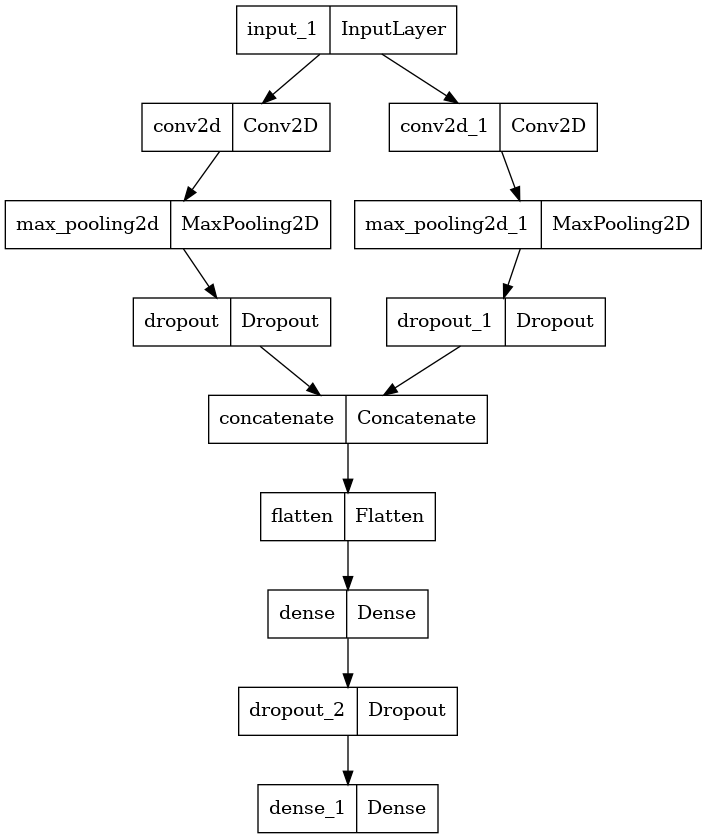 input_1 InputLayer
conv2d Conv2D conv2d_1 Conv2D
max_pooling2d MaxPooling2D max_pooling2d_1 MaxPooling2D
dropout Dropout dropout_1 Dropout
concatenate Concatenate
flatten Flatten
dense Dense
dropout_2 Dropout
dense_1 Dense